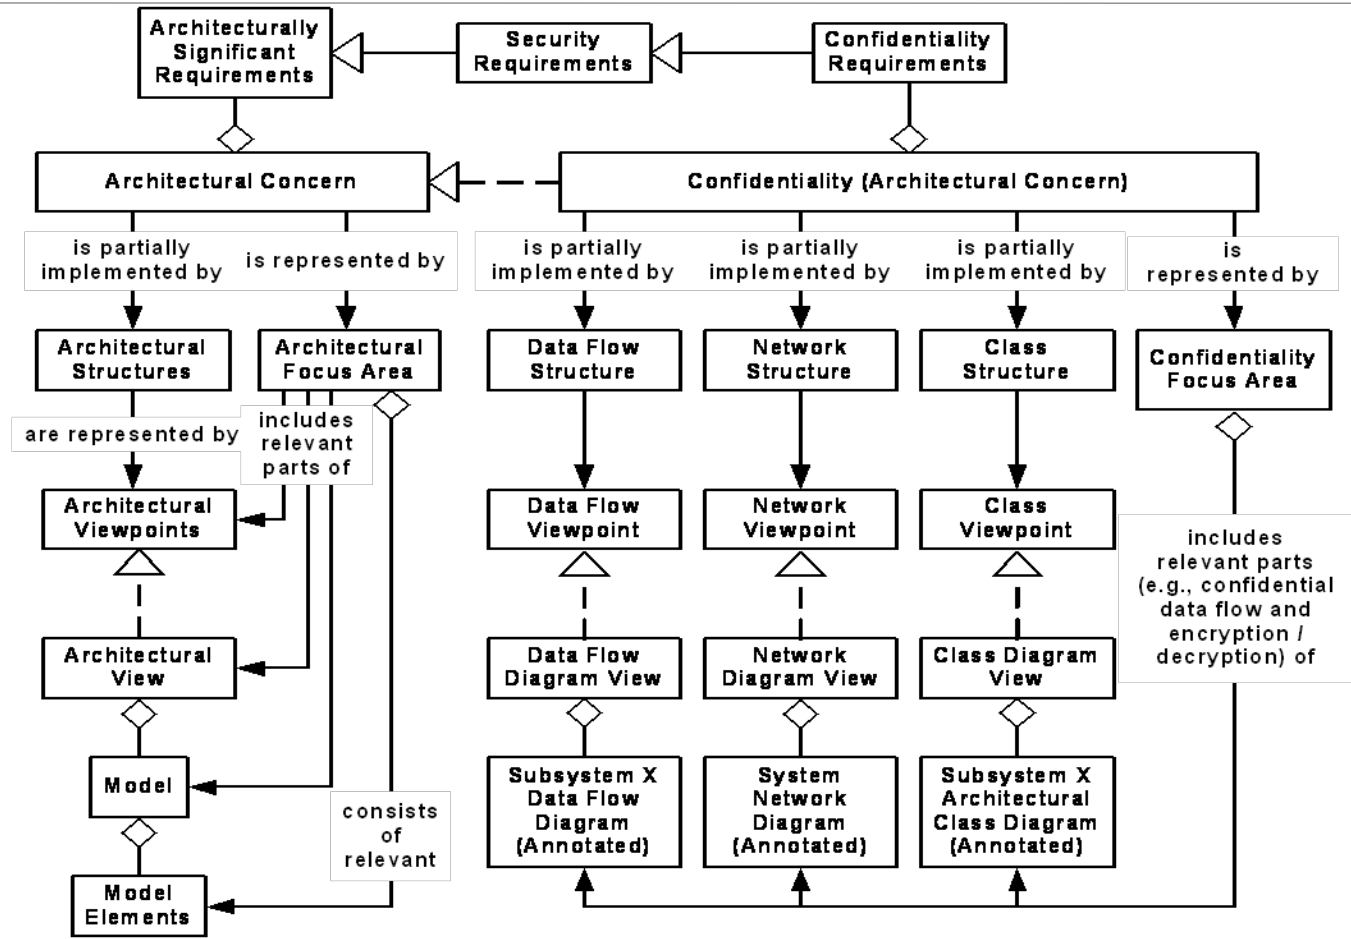 Architecturally
Significant
Requirements
Security
Requirements
Confidentiality
Requirements
Architectural Concern
Confidentiality (Architectural Concern)
is partially
implemented by
is represented by
is partially
implemented by
is partially
implemented by
is partially
implemented by
is
represented by
Architectural
Structures
Architectural
Focus Area
Data Flow
Structure
Network
Structure
Class
Structure
Confidentiality
Focus Area
are represented by
includes
relevant
parts of
Architectural
Viewpoints
Data Flow
Viewpoint
Network
Viewpoint
Class
Viewpoint
includes
relevant parts
(e.g., confidential
data flow and
encryption /
decryption) of
Architectural
View
Data Flow
Diagram View
Network
Diagram View
Class Diagram
View
Model
consists
of
relevant
Subsystem X
Data Flow
Diagram
(Annotated)
System
Network
Diagram
(Annotated)
Subsystem X
Architectural
Class Diagram
(Annotated)
Model
Elements